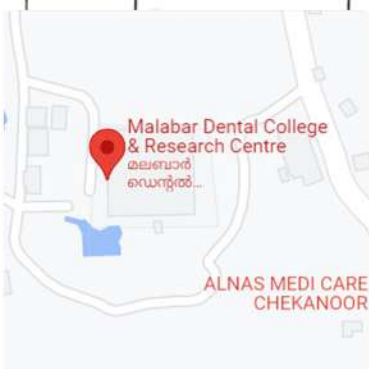 Malabar Dental College
& Research Centre
മലബാർ
ഡെന്റൽ...
ALNAS MEDI CARE
CHEKANOOR